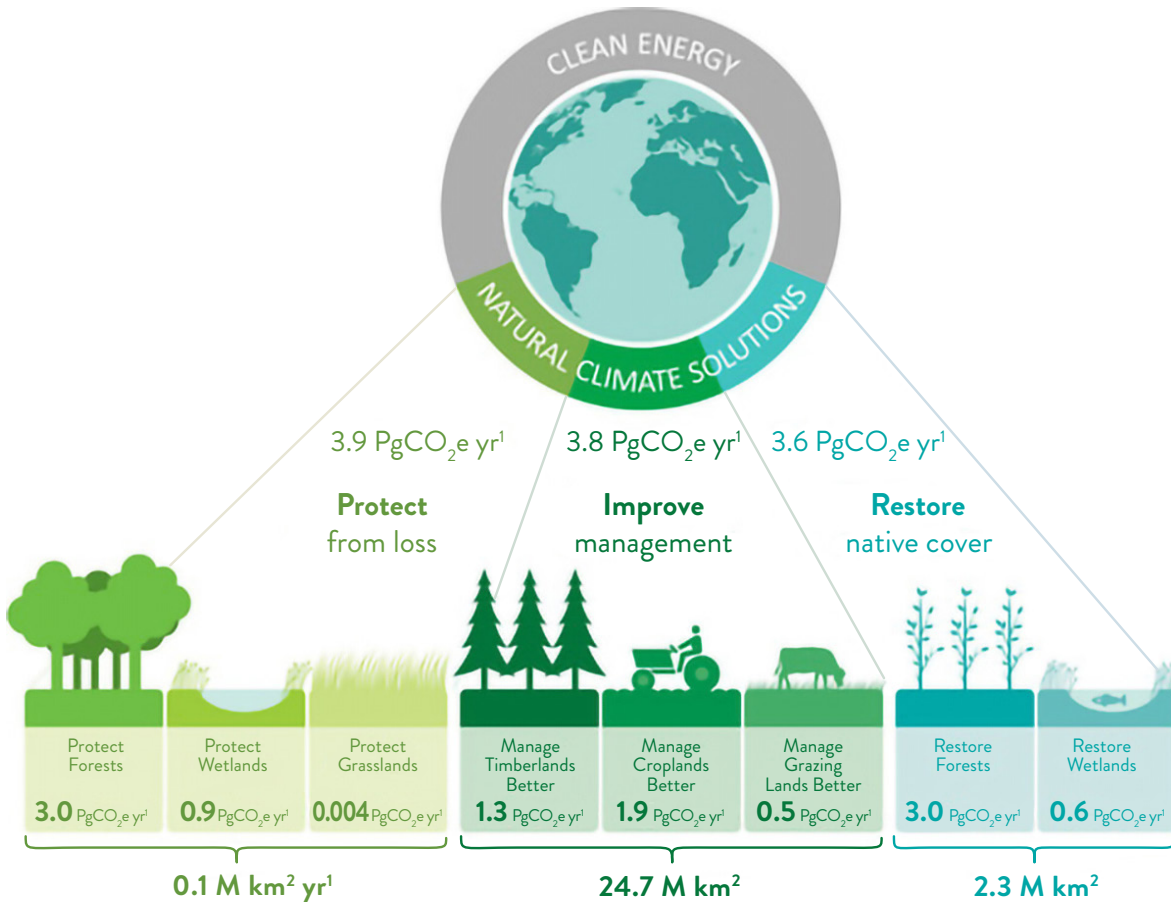 CLEAN ENERGY
NATURAL CLIMATE SOLUTIONS
3.9 PgCO₂e yr¹
3.8 PgCO₂e yr¹
3.6 PgCO₂e yr¹
Protect
from loss
Improve
management
Restore
native cover
Protect
Forests
3.0 PgCO₂e yr¹
Protect
Wetlands
0.9 PgCO₂e yr¹
Protect
Grasslands
0.004 PgCO₂e yr¹
Manage
Timberlands
Better
1.3 PgCO₂e yr¹
Manage
Croplands
Better
1.9 PgCO₂e yr¹
Manage
Grazing
Lands Better
0.5 PgCO₂e yr¹
Restore
Forests
3.0 PgCO₂e yr¹
Restore
Wetlands
0.6 PgCO₂e yr¹
0.1 M km² yr¹
24.7 M km²
2.3 M km²